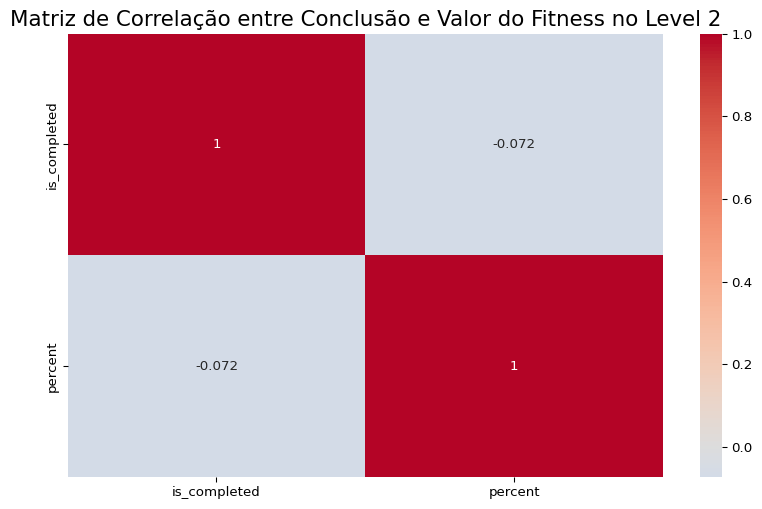 Matriz de Correlação entre Conclusão e Valor do Fitness no Level 2
is_completed
1
-0.072
percent
-0.072
1
is_completed
percent
1.0
0.8
0.6
0.4
0.2
0.0